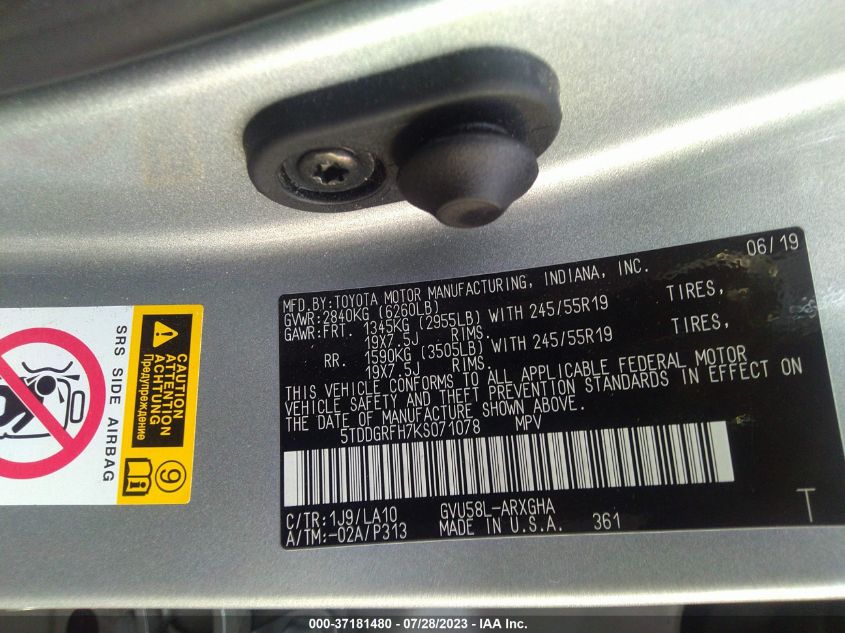 06/19
MFD.BY:TOYOTA MOTOR MANUFACTURING, INDIANA, INC.
GVWR:2840KG (6260LB)
GAWR:FRT. 1345KG (2955LB) WITH 245/55R19 TIRES,
19X7.5J RIMS.
RR. 1590KG (3505LB) WITH 245/55R19 TIRES,
19X7.5J RIMS.
THIS VEHICLE CONFORMS TO ALL APPLICABLE FEDERAL MOTOR
VEHICLE SAFETY AND THEFT PREVENTION STANDARDS IN EFFECT ON
THE DATE OF MANUFACTURE SHOWN ABOVE.
5TDDGRFH7KS071078 MPV
C/TR:1J9/LA10 GVU58L-ARXGHA
A/TM:-02A/P313 MADE IN U.S.A. 361 T
SRS SIDE AIRBAG
CAUTION
ATTENTION
ACHTUNG
Предупреждение
9
000-37181480 / 07/28/2023 - IAA Inc.